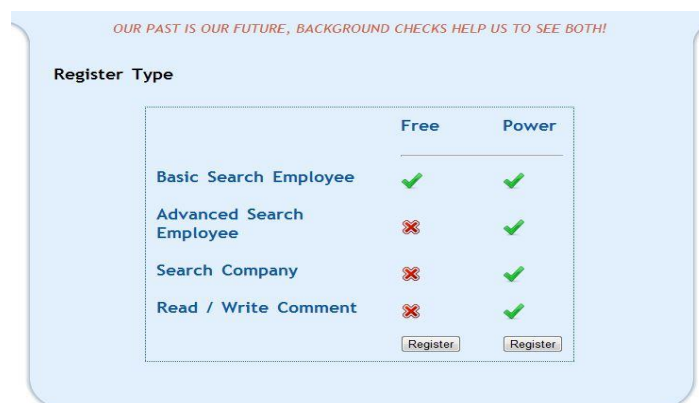 OUR PAST IS OUR FUTURE, BACKGROUND CHECKS HELP US TO SEE BOTH!
Register Type
Free Power
Basic Search Employee
Advanced Search
Employee
Search Company
Read / Write Comment
Register Register